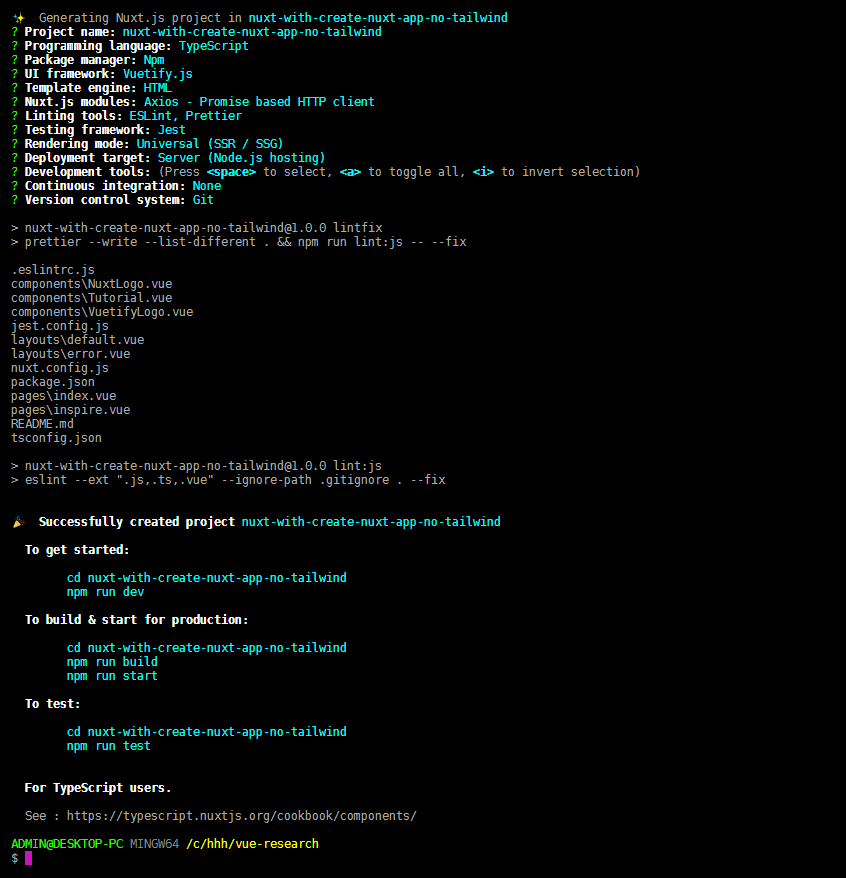 ✨ Generating Nuxt.js project in nuxt-with-create-nuxt-app-no-tailwind
? Project name: nuxt-with-create-nuxt-app-no-tailwind
? Programming language: TypeScript
? Package manager: Npm
? UI framework: Vuetify.js
? Template engine: HTML
? Nuxt.js modules: Axios - Promise based HTTP client
? Linting tools: ESLint, Prettier
? Testing framework: Jest
? Rendering mode: Universal (SSR / SSG)
? Deployment target: Server (Node.js hosting)
? Development tools: (Press <space> to select, <a> to toggle all, <i> to invert selection)
? Continuous integration: None
? Version control system: Git
> nuxt-with-create-nuxt-app-no-tailwind@1.0.0 lintfix
> prettier --write --list-different . && npm run lint:js -- --fix
.eslintrc.js
components\NuxtLogo.vue
components\Tutorial.vue
components\VuetifyLogo.vue
jest.config.js
layouts\default.vue
layouts\error.vue
nuxt.config.js
package.json
pages\index.vue
pages\inspire.vue
README.md
tsconfig.json
> nuxt-with-create-nuxt-app-no-tailwind@1.0.0 lint:js
> eslint --ext ".js,.ts,.vue" --ignore-path .gitignore . --fix
🎉 Successfully created project nuxt-with-create-nuxt-app-no-tailwind
To get started:
cd nuxt-with-create-nuxt-app-no-tailwind
npm run dev
To build & start for production:
cd nuxt-with-create-nuxt-app-no-tailwind
npm run build
npm run start
To test:
cd nuxt-with-create-nuxt-app-no-tailwind
npm run test
For TypeScript users.
See : https://typescript.nuxtjs.org/cookbook/components/
ADMIN@DESKTOP-PC MINGW64 /c/hhh/vue-research
$